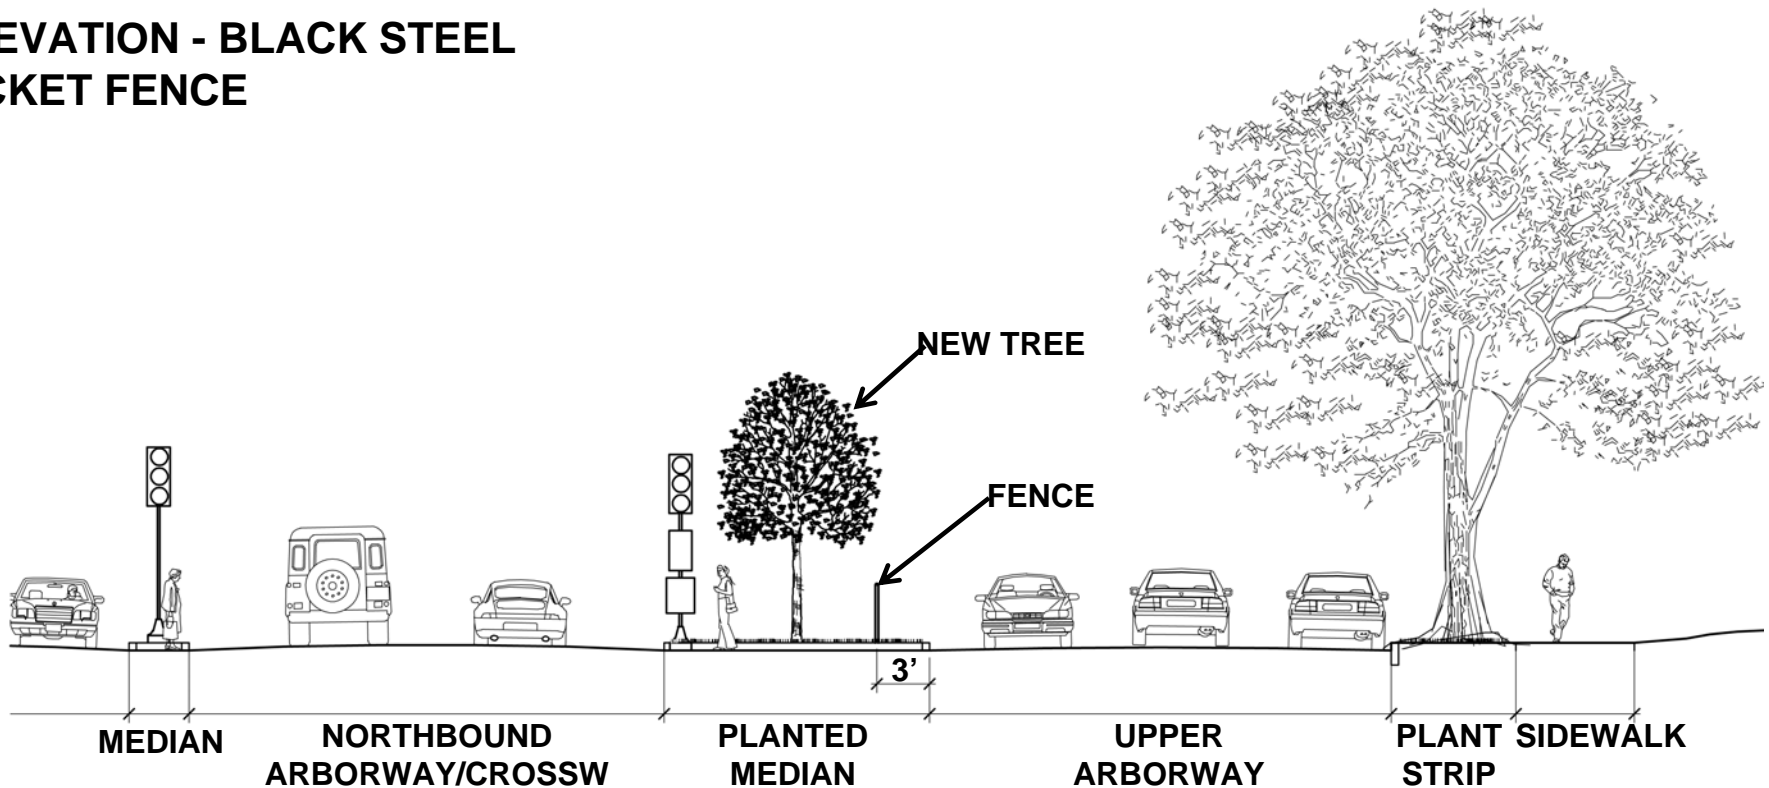 EVATION - BLACK STEEL
CKET FENCE
NEW TREE
FENCE
3’
MEDIAN
NORTHBOUND
ARBORWAY/CROSSW
PLANTED
MEDIAN
UPPER
ARBORWAY
PLANT
STRIP
SIDEWALK